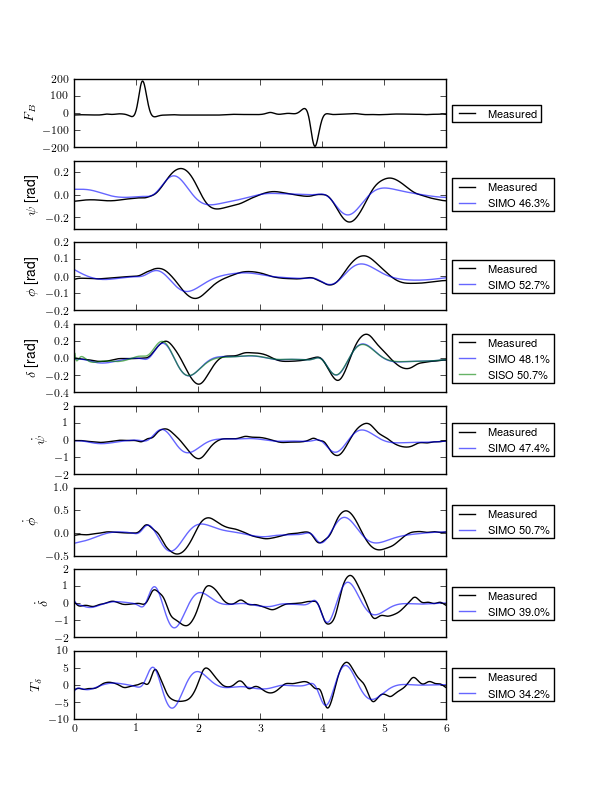 200
100
0
−100
−200
F_B
Measured
0.2
0.0
−0.2
ψ [rad]
Measured
SIMO 46.3%
0.2
0.1
0.0
−0.1
−0.2
ϕ [rad]
Measured
SIMO 52.7%
0.4
0.2
0.0
−0.2
−0.4
δ [rad]
Measured
SIMO 48.1%
SISO 50.7%
2
1
0
−1
−2
ψ̇
Measured
SIMO 47.4%
1.0
0.5
0.0
−0.5
ϕ̇
Measured
SIMO 50.7%
2
1
0
−1
−2
δ̇
Measured
SIMO 39.0%
10
5
0
−5
−10
T_δ
Measured
SIMO 34.2%
0 1 2 3 4 5 6